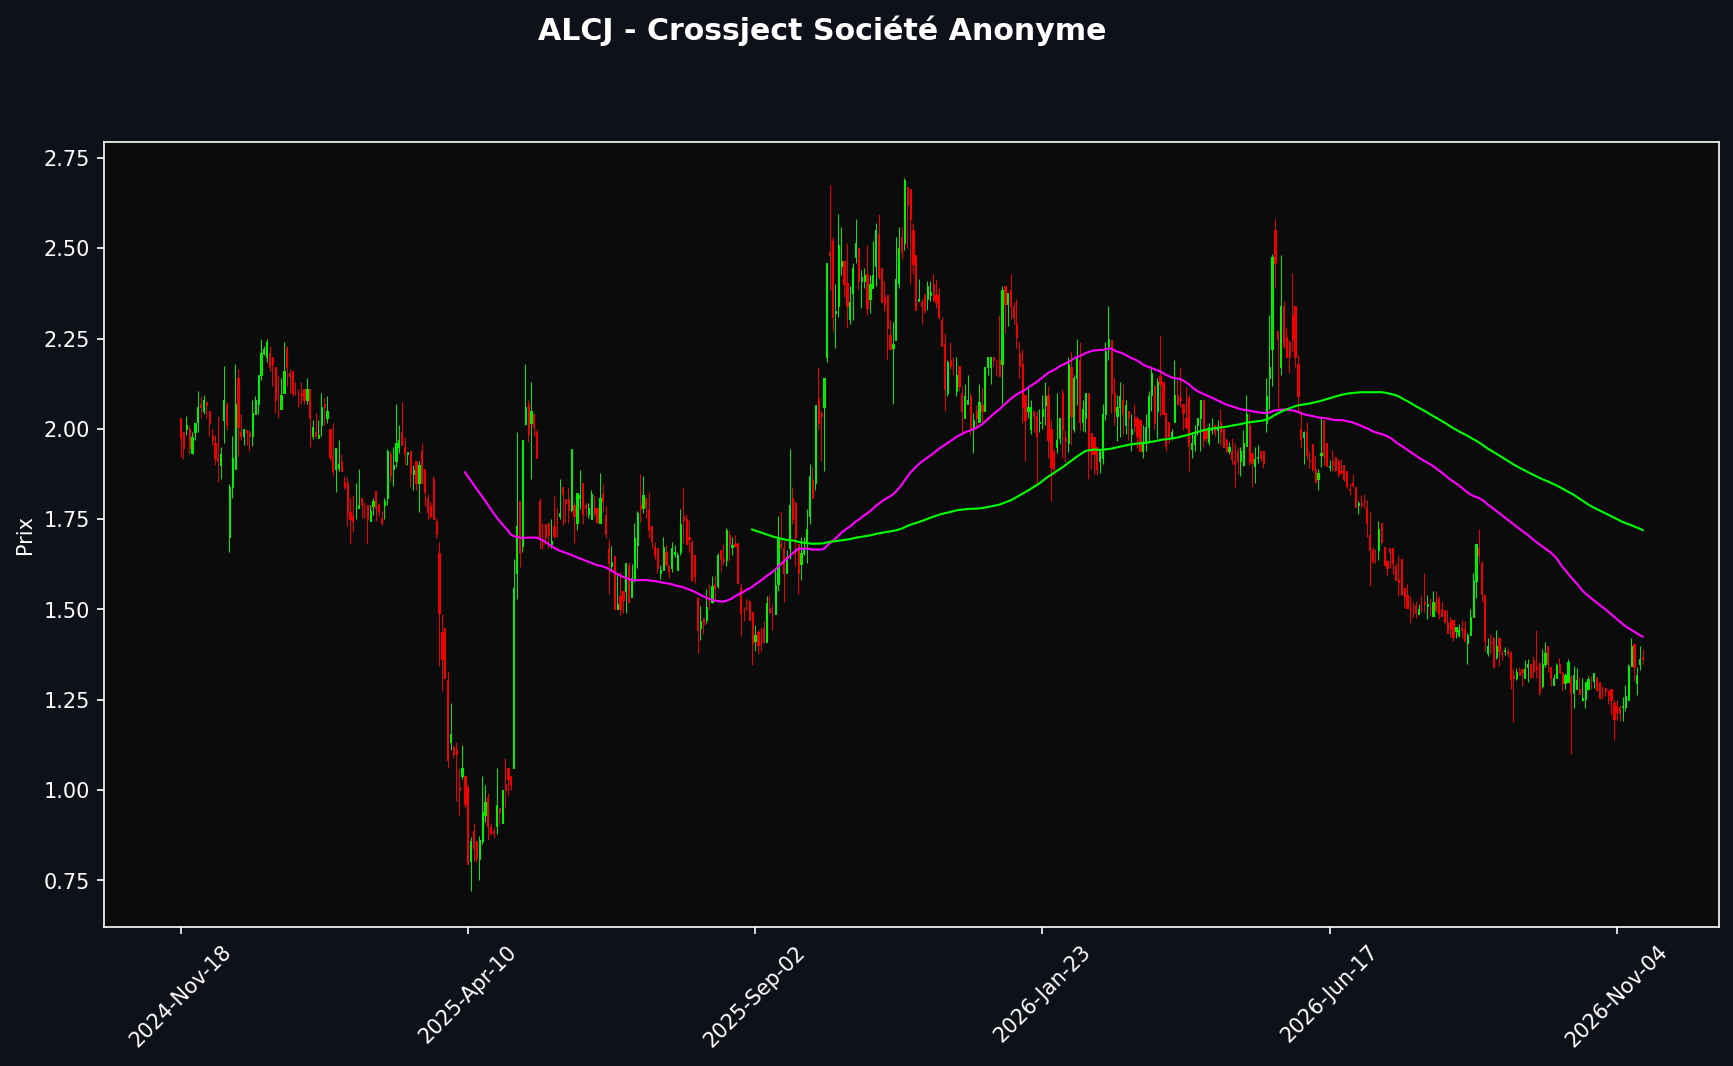 ALCJ - Crossject Société Anonyme
2.75
2.50
2.25
2.00
1.75
1.50
1.25
1.00
0.75
Prix
2024-Nov-18
2025-Apr-10
2025-Sep-02
2026-Jan-23
2026-Jun-17
2026-Nov-04